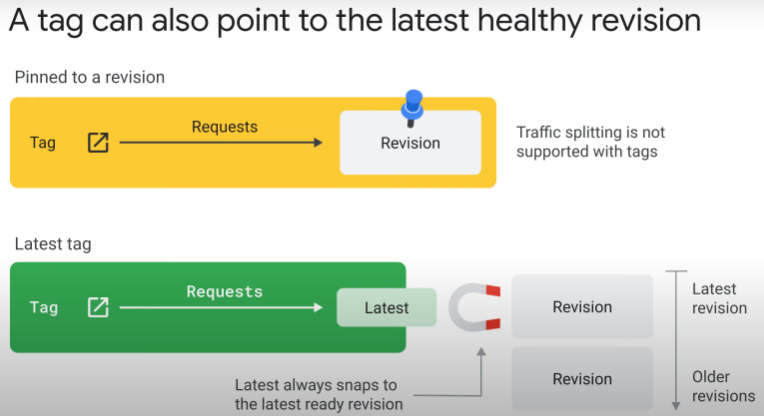 A tag can also point to the latest healthy revision
Pinned to a revision
Tag
Requests
Revision
Traffic splitting is not
supported with tags
Latest tag
Tag
Requests
Latest
Revision
Latest
revision
Revision
Older
revisions
Latest always snaps to
the latest ready revision